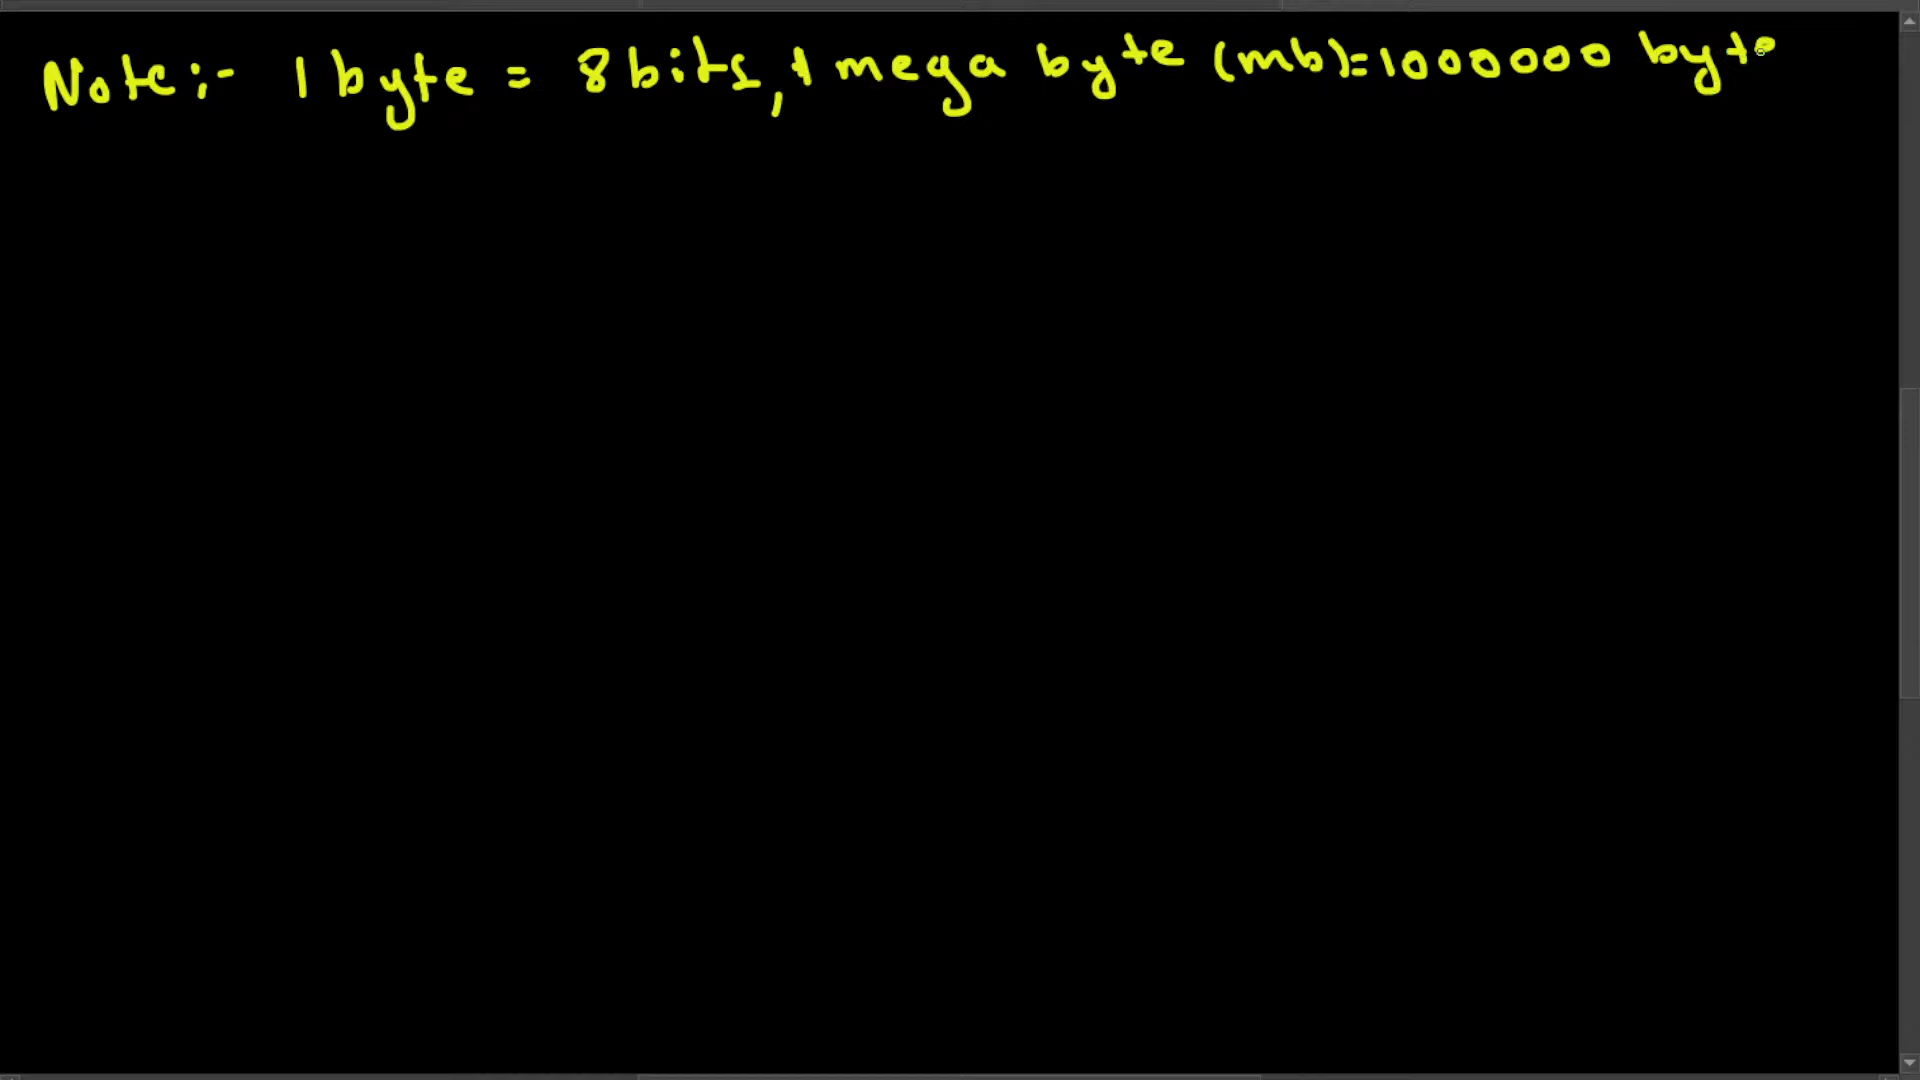 Note:- 1 byte = 8 bits, 1 mega byte (mb)=1000000 byte